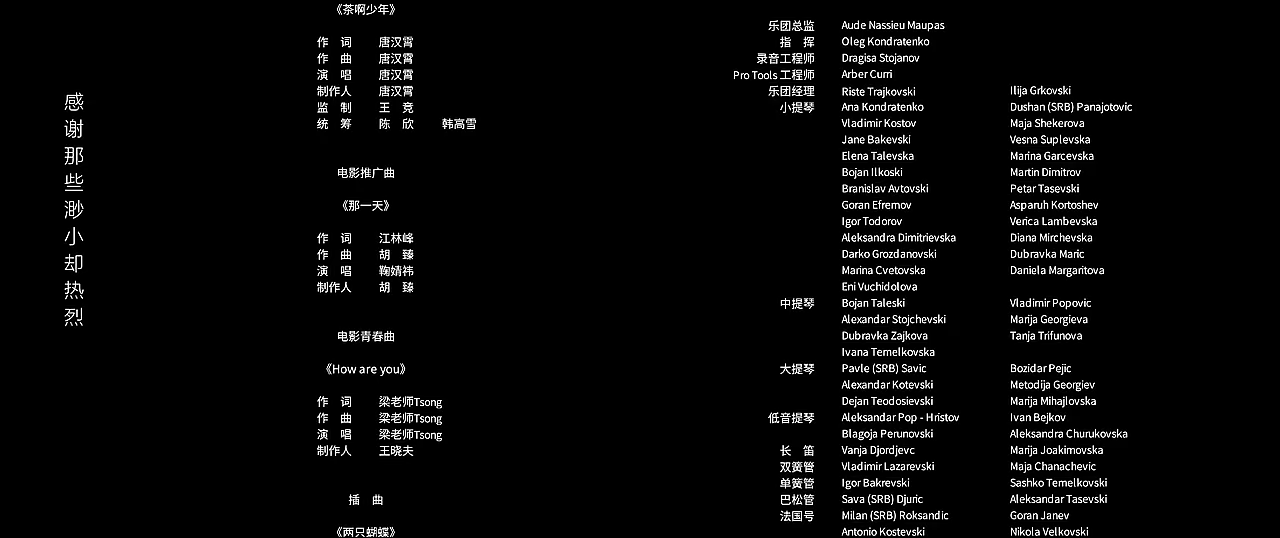 感谢那些渺小却热烈
《茶啊少年》
作 词 唐汉霄
作 曲 唐汉霄
演 唱 唐汉霄
制作人 唐汉霄
监 制 王 竞
统 筹 陈 欣 韩高雪
电影推广曲
《那一天》
作 词 江林峰
作 曲 胡 臻
演 唱 鞠婧祎
制作人 胡 臻
电影青春曲
《How are you》
作 词 梁老师Tsong
作 曲 梁老师Tsong
演 唱 梁老师Tsong
制作人 王晓夫
插 曲
《两只蝴蝶》
乐团总监 Aude Nassieu Maupas
指 挥 Oleg Kondratenko
录音工程师 Dragisa Stojanov
Pro Tools 工程师 Arber Curri
乐团经理 Riste Trajkovski Ilija Grkovski
小提琴 Ana Kondratenko Dushan (SRB) Panajotovic
Vladimir Kostov Maja Shekerova
Jane Bakevski Vesna Suplevska
Elena Talevska Marina Garcevska
Bojan Ilkoski Martin Dimitrov
Branislav Avtovski Petar Tasevski
Goran Efremov Asparuh Kortoshev
Igor Todorov Verica Lambevska
Aleksandra Dimitrievska Diana Mirchevska
Darko Grozdanovski Dubravka Maric
Marina Cvetovska Daniela Margaritova
Eni Vuchidolova
中提琴 Bojan Taleski Vladimir Popovic
Alexandar Stojchevski Marija Georgieva
Dubravka Zajkova Tanja Trifunova
Ivana Temelkovska
大提琴 Pavle (SRB) Savic Bozidar Pejic
Alexandar Kotevski Metodija Georgiev
Dejan Teodosievski Marija Mihajlovska
低音提琴 Aleksandar Pop - Hristov Ivan Bejkov
Blagoja Perunovski Aleksandra Churukovska
长 笛 Vanja Djordjevc Marija Joakimovska
双簧管 Vladimir Lazarevski Maja Chanachevic
单簧管 Igor Bakrevski Sashko Temelkovski
巴松管 Sava (SRB) Djuric Aleksandar Tasevski
法国号 Milan (SRB) Roksandic Goran Janev
Antonio Kostevski Nikola Velkovski